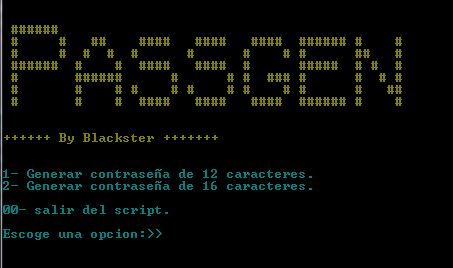 PASSGEN
++++++ By Blackster +++++++
1- Generar contraseña de 12 caracteres.
2- Generar contraseña de 16 caracteres.
00- salir del script.
Escoge una opcion:>>